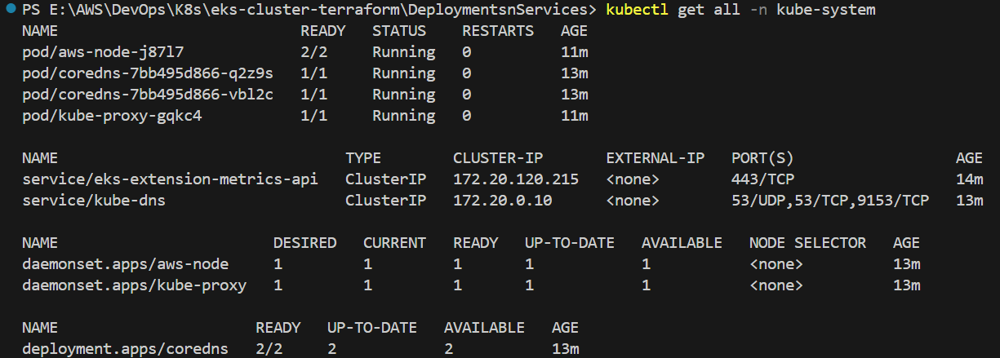 PS E:\AWS\DevOps\K8s\eks-cluster-terraform\DeploymentsnServices> kubectl get all -n kube-system
NAME READY STATUS RESTARTS AGE
pod/aws-node-j87l7 2/2 Running 0 11m
pod/coredns-7bb495d866-q2z9s 1/1 Running 0 13m
pod/coredns-7bb495d866-vbl2c 1/1 Running 0 13m
pod/kube-proxy-gqkc4 1/1 Running 0 11m
NAME TYPE CLUSTER-IP EXTERNAL-IP PORT(S) AGE
service/eks-extension-metrics-api ClusterIP 172.20.120.215 <none> 443/TCP 14m
service/kube-dns ClusterIP 172.20.0.10 <none> 53/UDP,53/TCP,9153/TCP 13m
NAME DESIRED CURRENT READY UP-TO-DATE AVAILABLE NODE SELECTOR AGE
daemonset.apps/aws-node 1 1 1 1 1 <none> 13m
daemonset.apps/kube-proxy 1 1 1 1 1 <none> 13m
NAME READY UP-TO-DATE AVAILABLE AGE
deployment.apps/coredns 2/2 2 2 13m